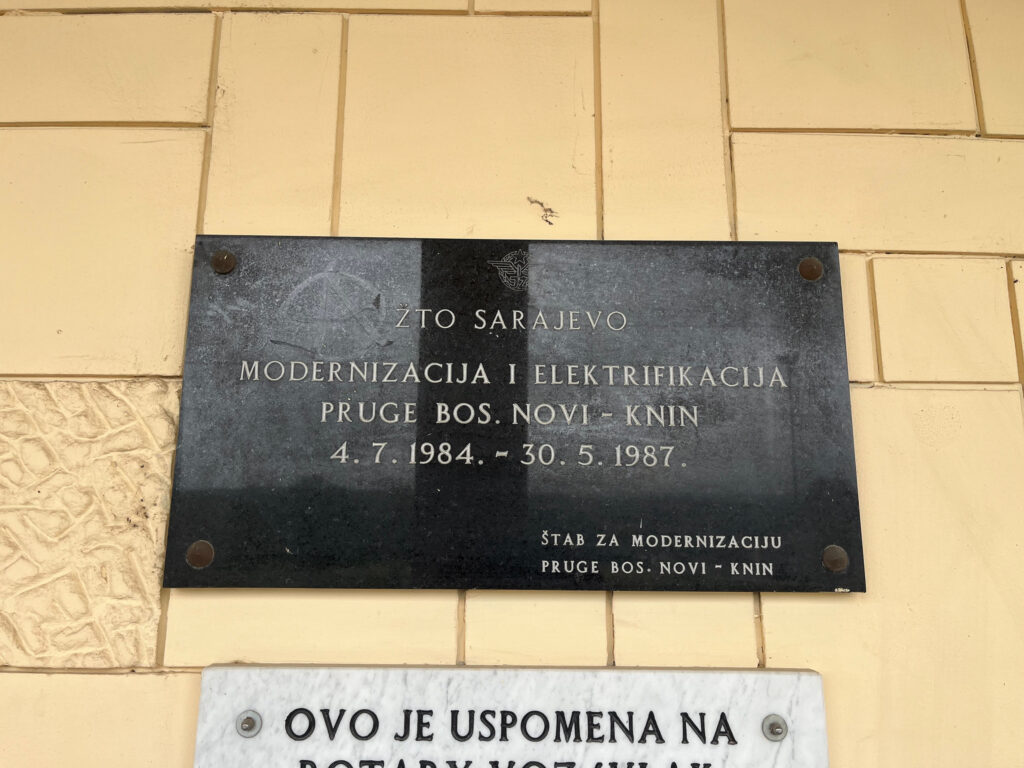 ŽTO SARAJEVO
MODERNIZACIJA I ELEKTRIFIKACIJA
PRUGE BOS. NOVI - KNIN
4. 7. 1984. - 30. 5. 1987.
ŠTAB ZA MODERNIZACIJU
PRUGE BOS. NOVI - KNIN
OVO JE USPOMENA NA